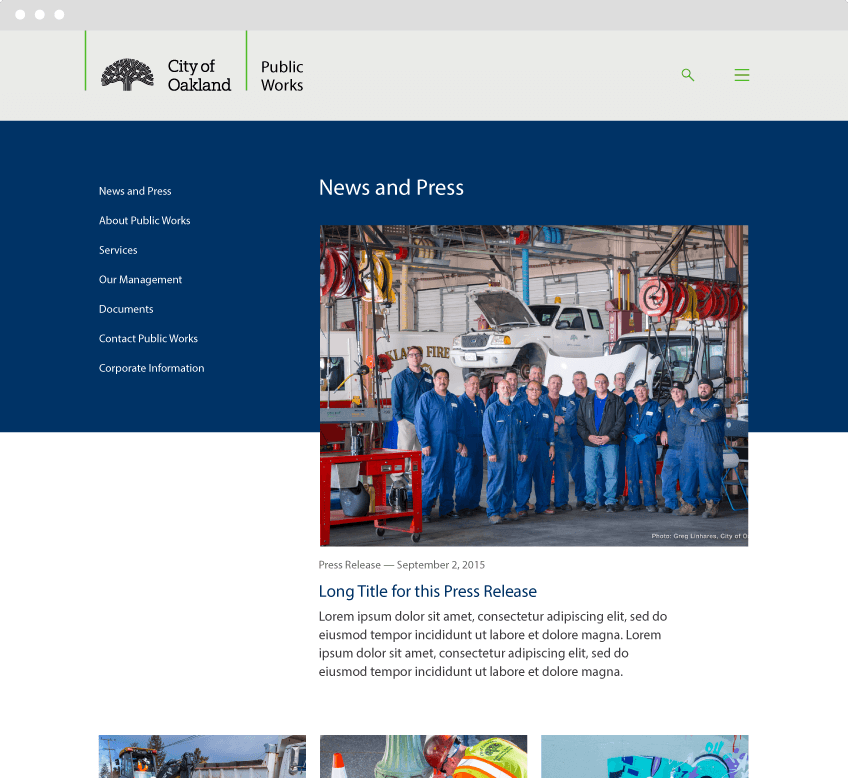 City of
Oakland
Public
Works
News and Press
About Public Works
Services
Our Management
Documents
Contact Public Works
Corporate Information
News and Press
FIRE
Photo: Greg Linhares, City of O
Press Release — September 2, 2015
Long Title for this Press Release
Lorem ipsum dolor sit amet, consectetur adipiscing elit, sed do
eiusmod tempor incididunt ut labore et dolore magna. Lorem
ipsum dolor sit amet, consectetur adipiscing elit, sed do
eiusmod tempor incididunt ut labore et dolore magna.